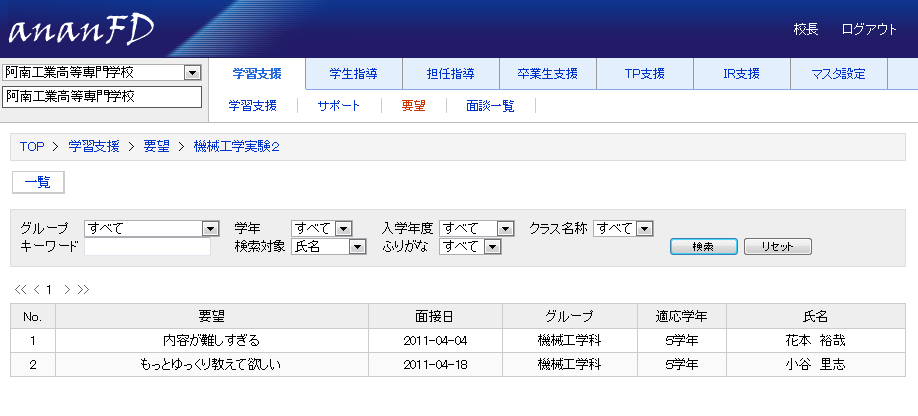 ananFD
校長 ログアウト
阿南工業高等専門学校
阿南工業高等専門学校
学習支援 学生指導 担任指導 卒業生支援 TP支援 IR支援 マスタ設定
学習支援 サポート 要望 面談一覧
TOP > 学習支援 > 要望 > 機械工学実験2
一覧
グループ すべて 学年 すべて 入学年度 すべて クラス名称 すべて
キーワード 検索対象 氏名 ふりがな すべて 検索 リセット
<< < 1 > >>
No. 要望 面接日 グループ 適応学年 氏名
1 内容が難しすぎる 2011-04-04 機械工学科 5学年 花本 裕哉
2 もっとゆっくり教えて欲しい 2011-04-18 機械工学科 5学年 小谷 里志